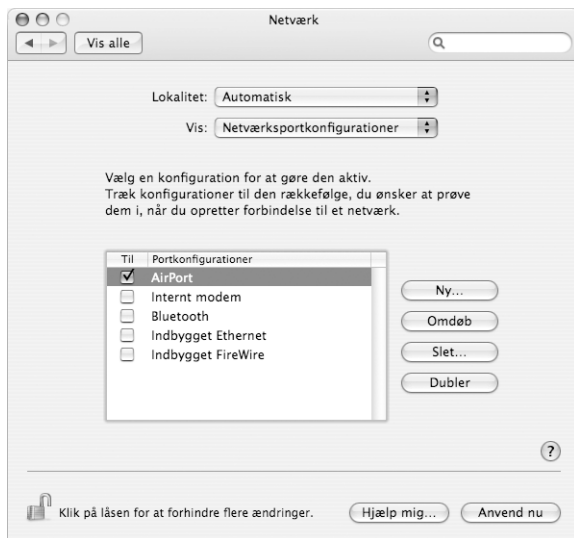 Netværk
Vis alle
Lokalitet: Automatisk
Vis: Netværksportkonfigurationer
Vælg en konfiguration for at gøre den aktiv.
Træk konfigurationer til den rækkefølge, du ønsker at prøve
dem i, når du opretter forbindelse til et netværk.
Til Portkonfigurationer
AirPort
Internt modem
Bluetooth
Indbygget Ethernet
Indbygget FireWire
Ny...
Omdøb
Slet...
Dubler
?
Klik på låsen for at forhindre flere ændringer.
Hjælp mig...
Anvend nu